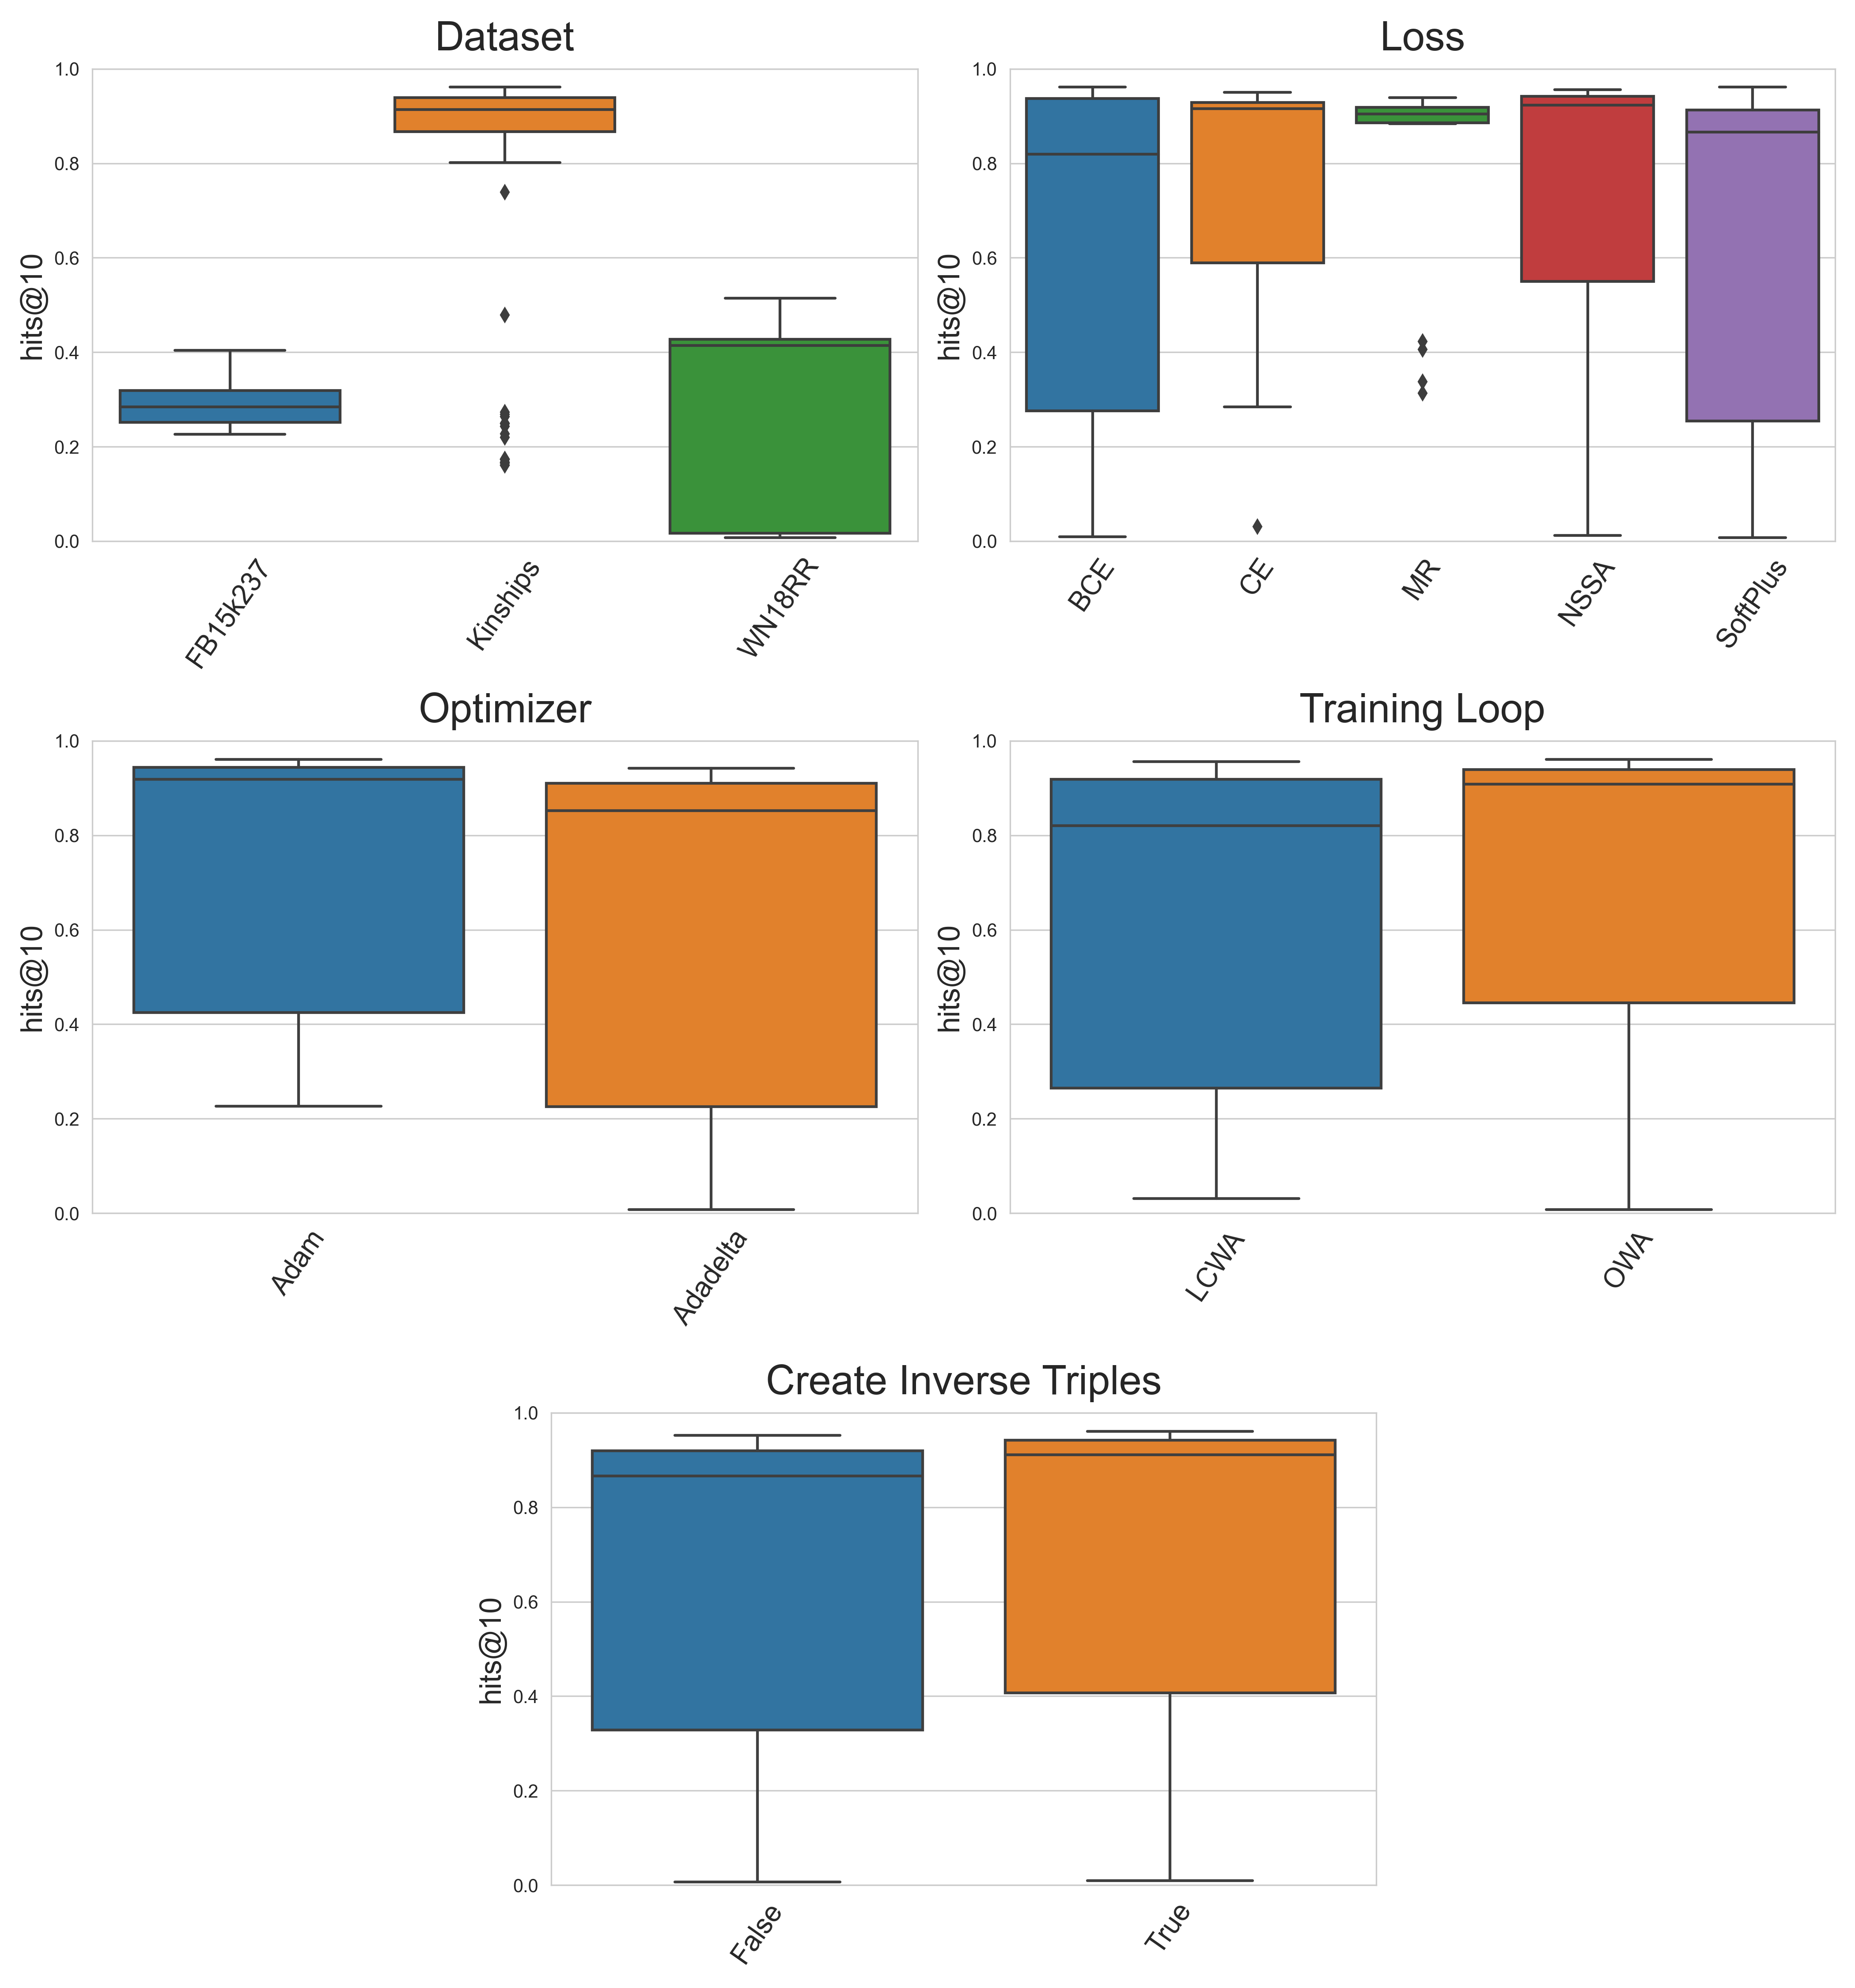 Dataset
1.0
0.8
0.6
0.4
0.2
0.0
hits@10
FB15k237
Kinships
WN18RR
Loss
1.0
0.8
0.6
0.4
0.2
0.0
hits@10
BCE
CE
MR
NSSA
SoftPlus
Optimizer
1.0
0.8
0.6
0.4
0.2
0.0
hits@10
Adam
Adadelta
Training Loop
1.0
0.8
0.6
0.4
0.2
0.0
hits@10
LCWA
OWA
Create Inverse Triples
1.0
0.8
0.6
0.4
0.2
0.0
hits@10
False
True